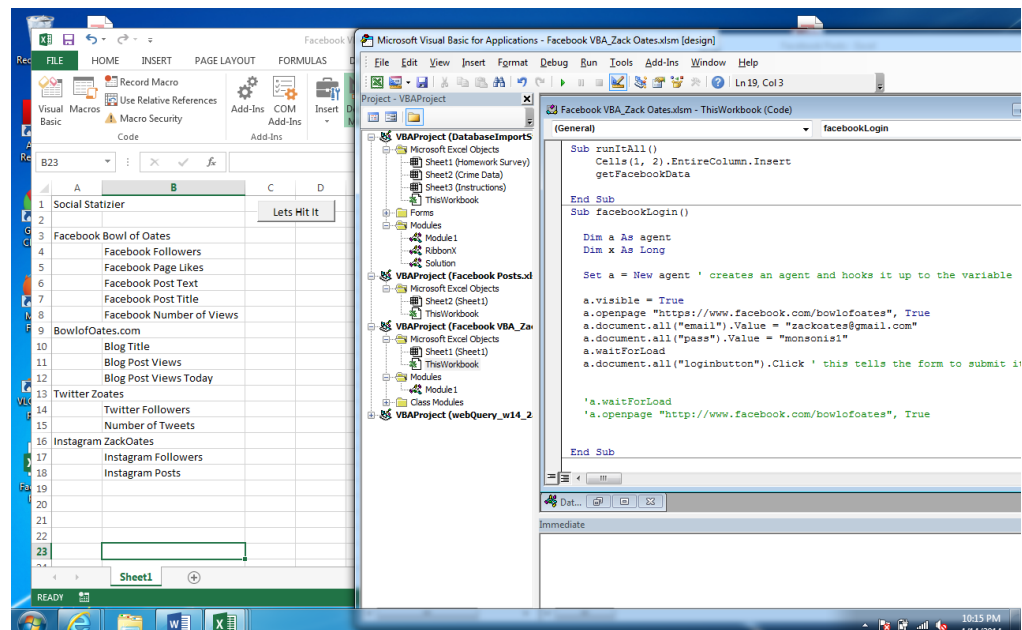 Facebook V
FILE HOME INSERT PAGE LAYOUT FORMULAS D
Visual Basic
Macros
Record Macro
Use Relative References
Macro Security
Code
Add-Ins
COM Add-Ins
Add-Ins
Insert
B23
fx
A B C D
1 Social Statizier
Lets Hit It
2
3 Facebook Bowl of Oates
4 Facebook Followers
5 Facebook Page Likes
6 Facebook Post Text
7 Facebook Post Title
8 Facebook Number of Views
9 BowlofOates.com
10 Blog Title
11 Blog Post Views
12 Blog Post Views Today
13 Twitter Zoates
14 Twitter Followers
15 Number of Tweets
16 Instagram ZackOates
17 Instagram Followers
18 Instagram Posts
19
20
21
22
23
Sheet1
READY
Microsoft Visual Basic for Applications - Facebook VBA_Zack Oates.xlsm [design]
File Edit View Insert Format Debug Run Tools Add-Ins Window Help
Ln 19, Col 3
Project - VBAProject
VBAProject (DatabaseImportS
Microsoft Excel Objects
Sheet1 (Homework Survey)
Sheet2 (Crime Data)
Sheet3 (Instructions)
ThisWorkbook
Forms
Modules
Module1
RibbonX
Solution
VBAProject (Facebook Posts.xl
Microsoft Excel Objects
Sheet2 (Sheet1)
ThisWorkbook
VBAProject (Facebook VBA_Za
Microsoft Excel Objects
Sheet1 (Sheet1)
ThisWorkbook
Modules
Module1
Class Modules
VBAProject (webQuery_w14_2
Facebook VBA_Zack Oates.xlsm - ThisWorkbook (Code)
(General)
facebookLogin
Sub runItAll()
Cells(1, 2).EntireColumn.Insert
getFacebookData
End Sub
Sub facebookLogin()
Dim a As agent
Dim x As Long
Set a = New agent ' creates an agent and hooks it up to the variable
a.visible = True
a.openpage "https://www.facebook.com/bowlofoates", True
a.document.all("email").Value = "zackoates@gmail.com"
a.document.all("pass").Value = "monsonis1"
a.waitForLoad
a.document.all("loginbutton").Click ' this tells the form to submit it
'a.waitForLoad
'a.openpage "http://www.facebook.com/bowlofoates", True
End Sub
Dat...
Immediate
10:15 PM